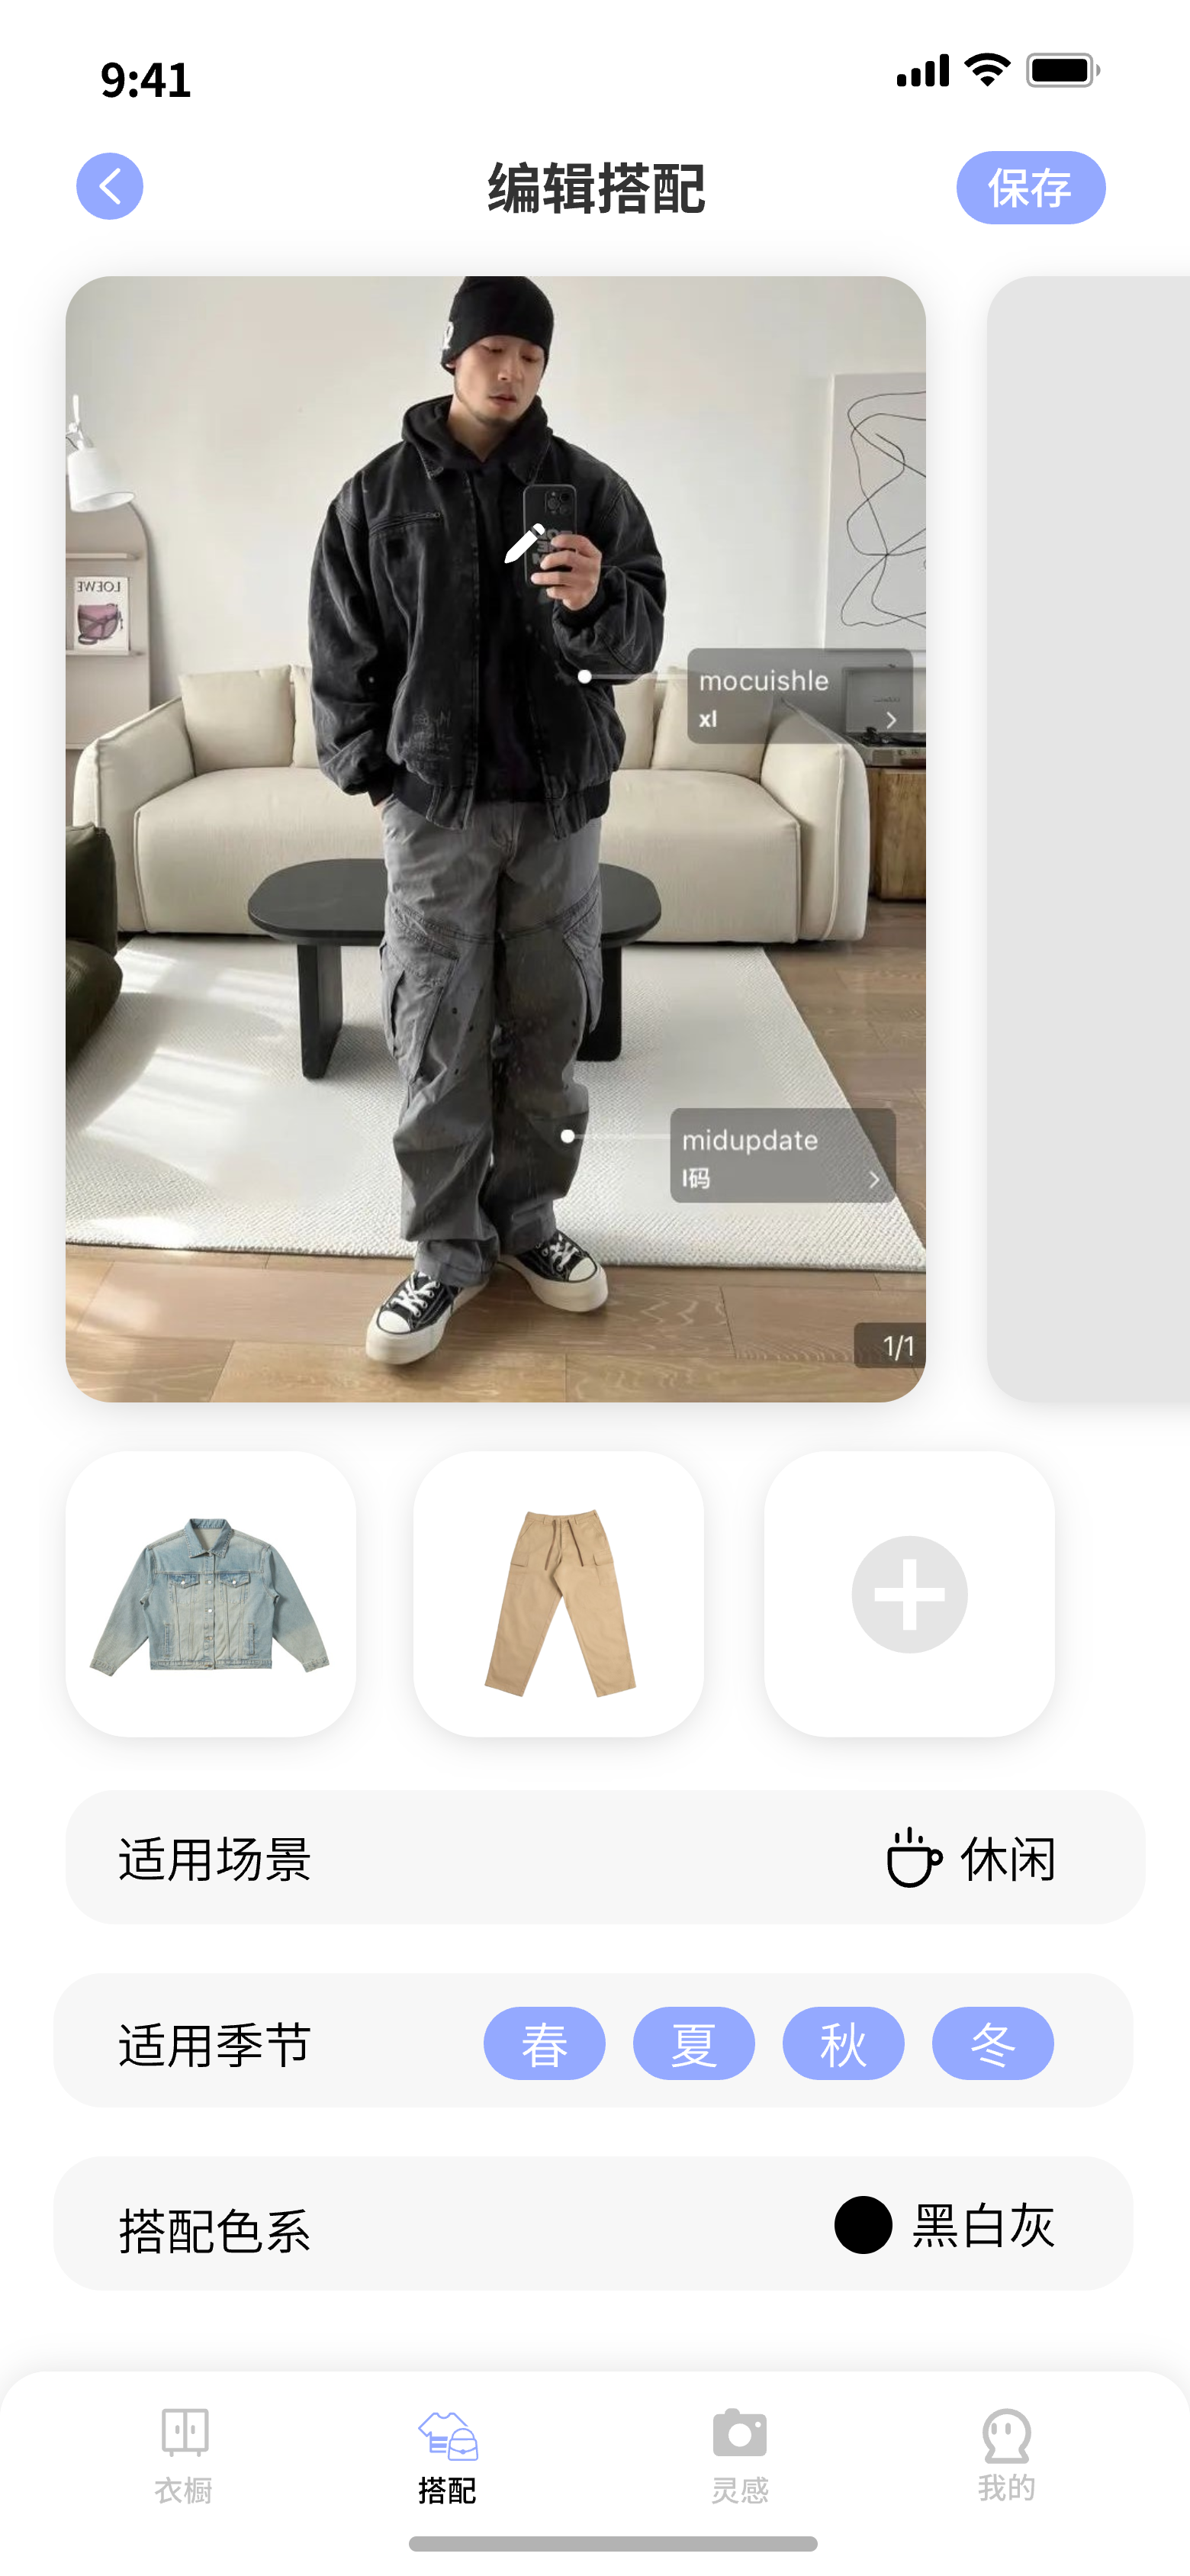 9:41
编辑搭配
保存
LOEWE
mocuishle
xl
midupdate
l码
1/1
适用场景
休闲
适用季节
春 夏 秋 冬
搭配色系
黑白灰
衣橱 搭配 灵感 我的